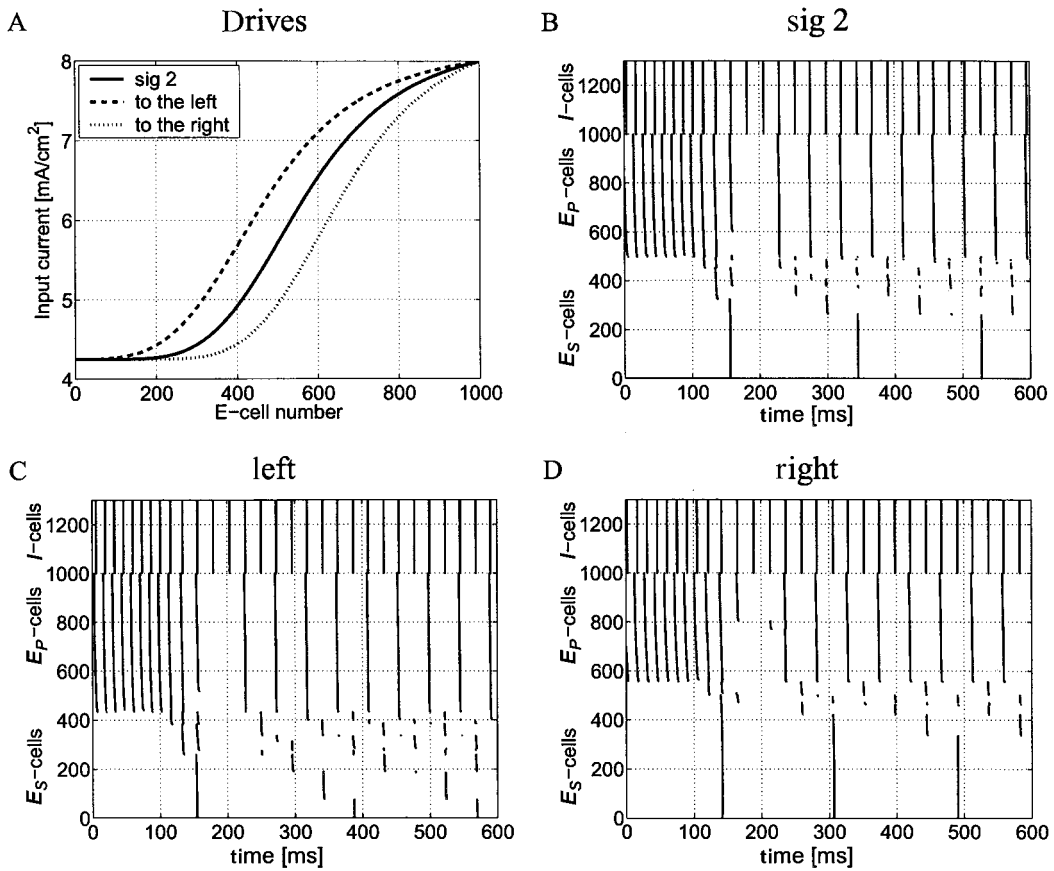 A
Drives
8
7
6
5
4
Input current [mA/cm²]
sig 2
to the left
to the right
0 200 400 600 800 1000
E-cell number
B
sig 2
1200
1000
800
600
400
200
0
I-cells
E_P-cells
E_S-cells
0 100 200 300 400 500 600
time [ms]
C
left
1200
1000
800
600
400
200
0
I-cells
E_P-cells
E_S-cells
0 100 200 300 400 500 600
time [ms]
D
right
1200
1000
800
600
400
200
0
I-cells
E_P-cells
E_S-cells
0 100 200 300 400 500 600
time [ms]